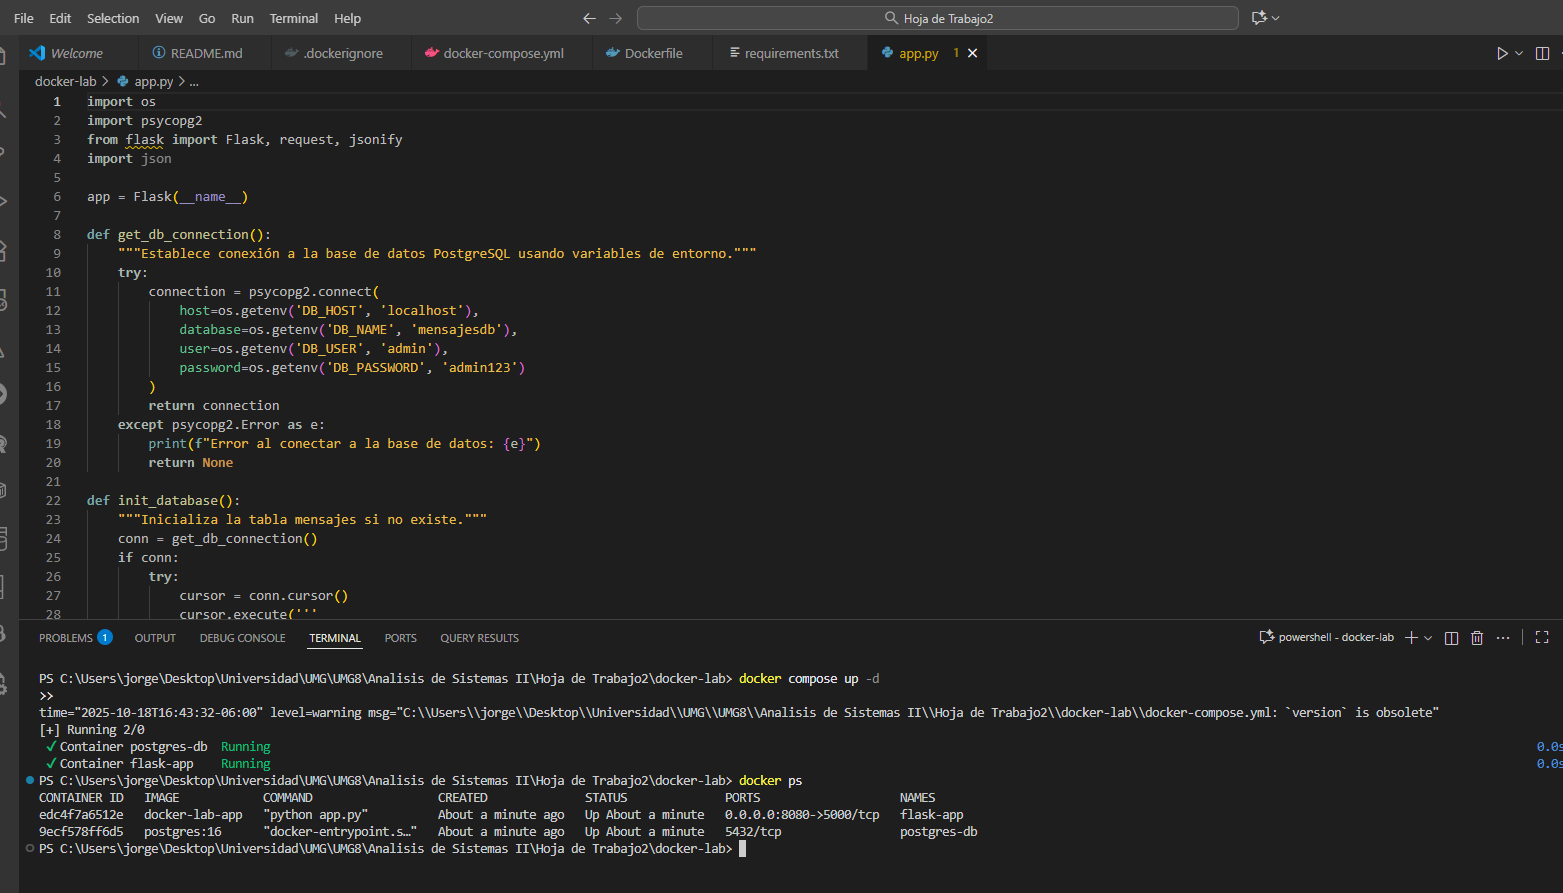 File Edit Selection View Go Run Terminal Help
Hoja de Trabajo2
Welcome README.md .dockerignore docker-compose.yml Dockerfile requirements.txt app.py 1
docker-lab > app.py > ...
1 import os
2 import psycopg2
3 from flask import Flask, request, jsonify
4 import json
5
6 app = Flask(__name__)
7
8 def get_db_connection():
9 """Establece conexión a la base de datos PostgreSQL usando variables de entorno."""
10 try:
11 connection = psycopg2.connect(
12 host=os.getenv('DB_HOST', 'localhost'),
13 database=os.getenv('DB_NAME', 'mensajesdb'),
14 user=os.getenv('DB_USER', 'admin'),
15 password=os.getenv('DB_PASSWORD', 'admin123')
16 )
17 return connection
18 except psycopg2.Error as e:
19 print(f"Error al conectar a la base de datos: {e}")
20 return None
21
22 def init_database():
23 """Inicializa la tabla mensajes si no existe."""
24 conn = get_db_connection()
25 if conn:
26 try:
27 cursor = conn.cursor()
28 cursor.execute('''
PROBLEMS 1 OUTPUT DEBUG CONSOLE TERMINAL PORTS QUERY RESULTS
powershell - docker-lab
PS C:\Users\jorge\Desktop\Universidad\UMG\UMG8\Analisis de Sistemas II\Hoja de Trabajo2\docker-lab> docker compose up -d
>>
time="2025-10-18T16:43:32-06:00" level=warning msg="C:\\Users\\jorge\\Desktop\\Universidad\\UMG\\UMG8\\Analisis de Sistemas II\\Hoja de Trabajo2\\docker-lab\\docker-compose.yml: `version` is obsolete"
[+] Running 2/0
✓ Container postgres-db Running 0.0s
✓ Container flask-app Running 0.0s
PS C:\Users\jorge\Desktop\Universidad\UMG\UMG8\Analisis de Sistemas II\Hoja de Trabajo2\docker-lab> docker ps
CONTAINER ID IMAGE COMMAND CREATED STATUS PORTS NAMES
edc4f7a6512e docker-lab-app "python app.py" About a minute ago Up About a minute 0.0.0.0:8080->5000/tcp flask-app
9ecf578ff6d5 postgres:16 "docker-entrypoint.s…" About a minute ago Up About a minute 5432/tcp postgres-db
PS C:\Users\jorge\Desktop\Universidad\UMG\UMG8\Analisis de Sistemas II\Hoja de Trabajo2\docker-lab>